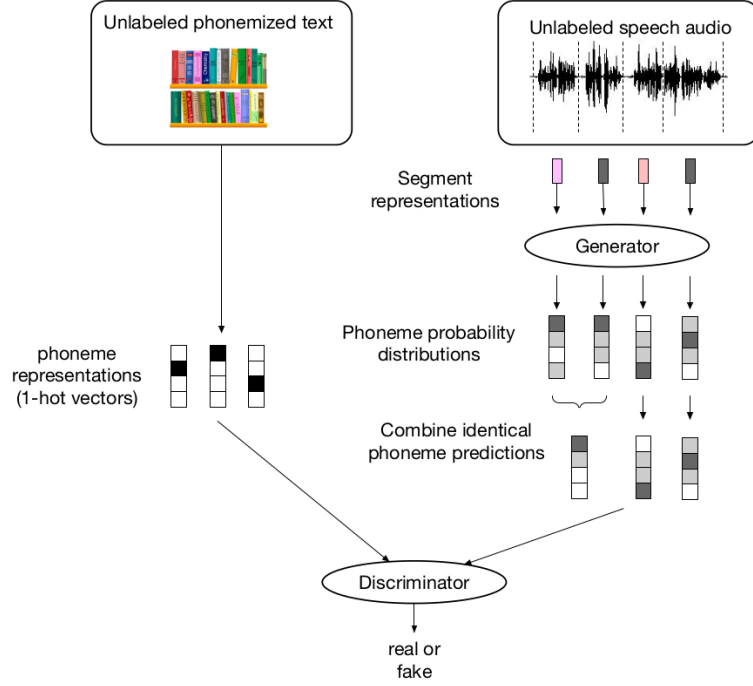 Unlabeled phonemized text
Chemistry
Unlabeled speech audio
Segment
representations
Generator
Phoneme probability
distributions
phoneme
representations
(1-hot vectors)
Combine identical
phoneme predictions
Discriminator
real or
fake